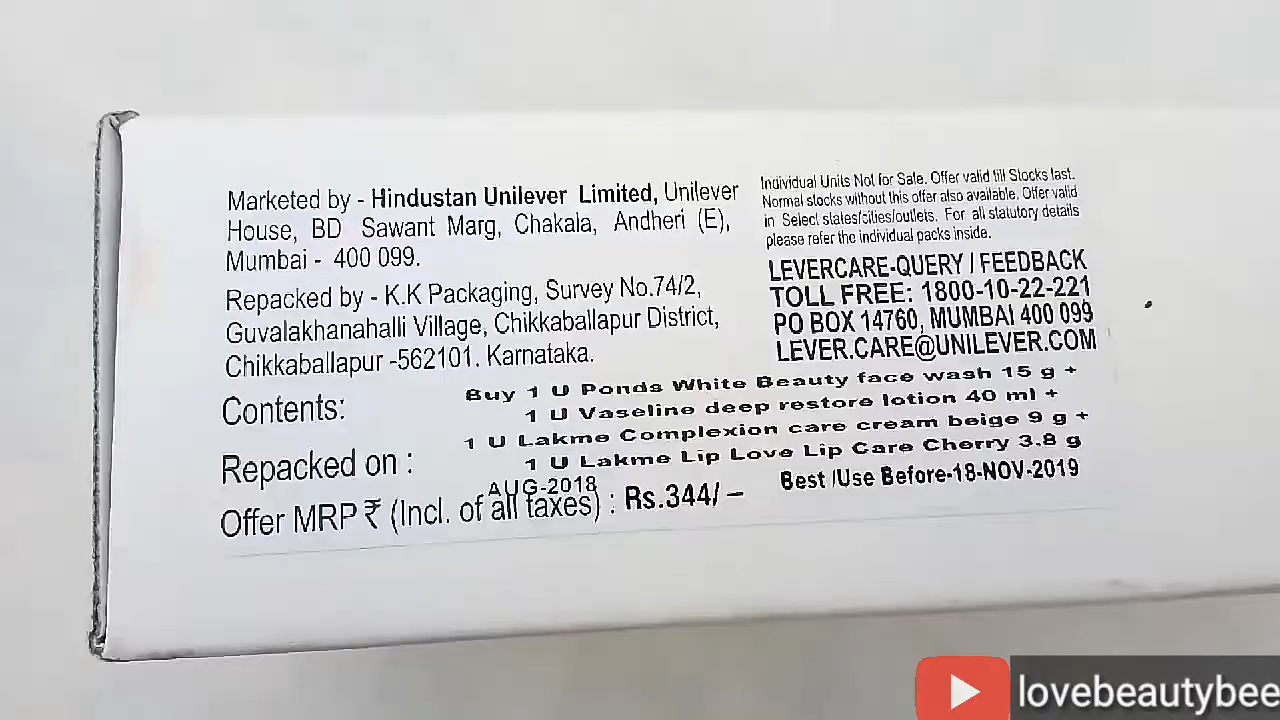 Marketed by - Hindustan Unilever Limited, Unilever
House, BD Sawant Marg, Chakala, Andheri (E),
Mumbai - 400 099.
Repacked by - K.K Packaging, Survey No.74/2,
Guvalakhanahalli Village, Chikkaballapur District,
Chikkaballapur -562101. Karnataka.
Individual Units Not for Sale. Offer valid till Stocks last.
Normal stocks without this offer also available. Offer valid
in Select states/cities/outlets. For all statutory details
please refer the individual packs inside.
LEVERCARE-QUERY / FEEDBACK
TOLL FREE: 1800-10-22-221
PO BOX 14760, MUMBAI 400 099
LEVER.CARE@UNILEVER.COM
Contents:
Buy 1 U Ponds White Beauty face wash 15 g +
1 U Vaseline deep restore lotion 40 ml +
1 U Lakme Complexion care cream beige 9 g +
1 U Lakme Lip Love Lip Care Cherry 3.8 g
Repacked on :
AUG-2018
Best /Use Before-18-NOV-2019
Offer MRP ₹ (Incl. of all taxes) : Rs.344/–
lovebeautybee